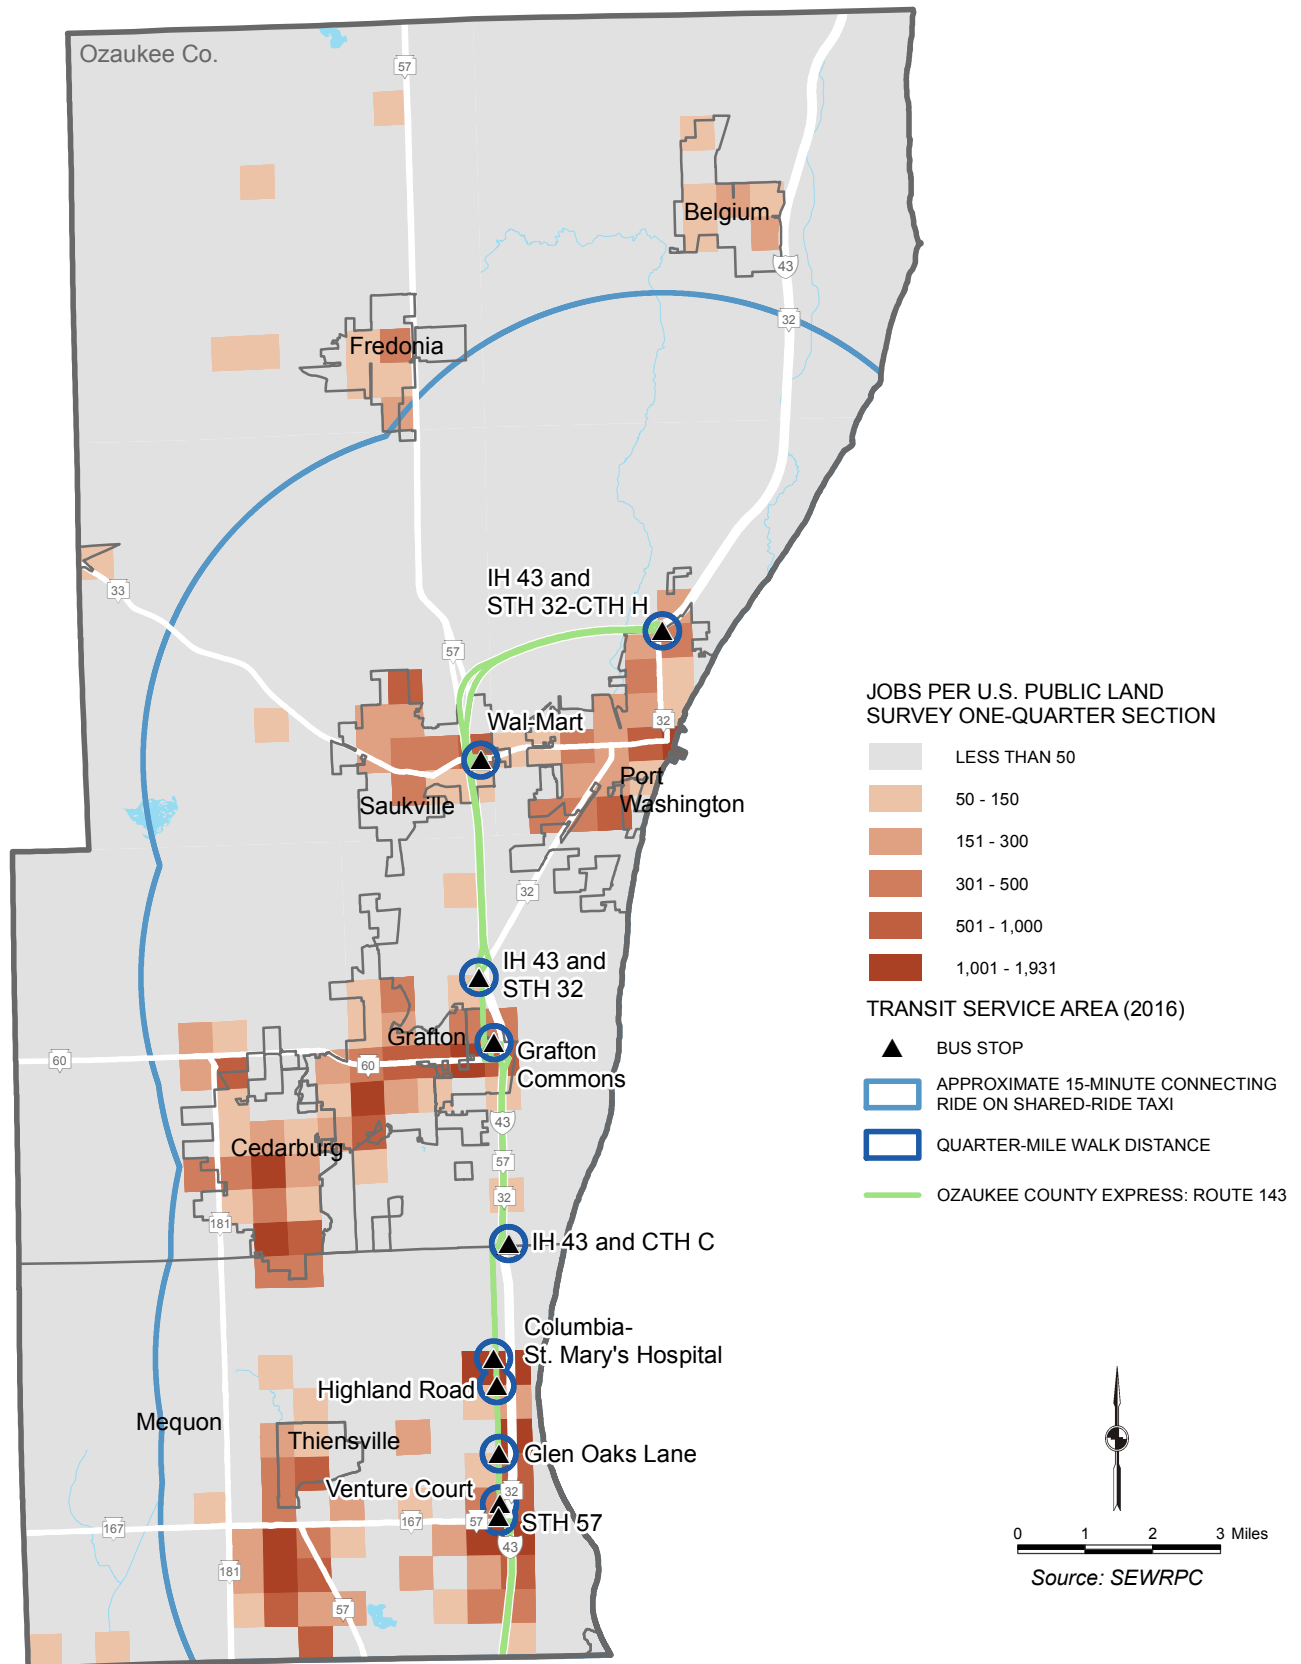 Ozaukee Co.
57
Belgium
43
32
Fredonia
33
IH 43 and
STH 32-CTH H
57
Wal-Mart
32
Port
Washington
Saukville
32
IH 43 and
STH 32
Grafton
Grafton
Commons
60
60
43
Cedarburg
57
32
181
IH 43 and CTH C
Columbia-
St. Mary's Hospital
Highland Road
Mequon
Thiensville
Glen Oaks Lane
Venture Court
32
167
167
57
STH 57
43
181
57
JOBS PER U.S. PUBLIC LAND
SURVEY ONE-QUARTER SECTION
LESS THAN 50
50 - 150
151 - 300
301 - 500
501 - 1,000
1,001 - 1,931
TRANSIT SERVICE AREA (2016)
BUS STOP
APPROXIMATE 15-MINUTE CONNECTING
RIDE ON SHARED-RIDE TAXI
QUARTER-MILE WALK DISTANCE
OZAUKEE COUNTY EXPRESS: ROUTE 143
0 1 2 3 Miles
Source: SEWRPC